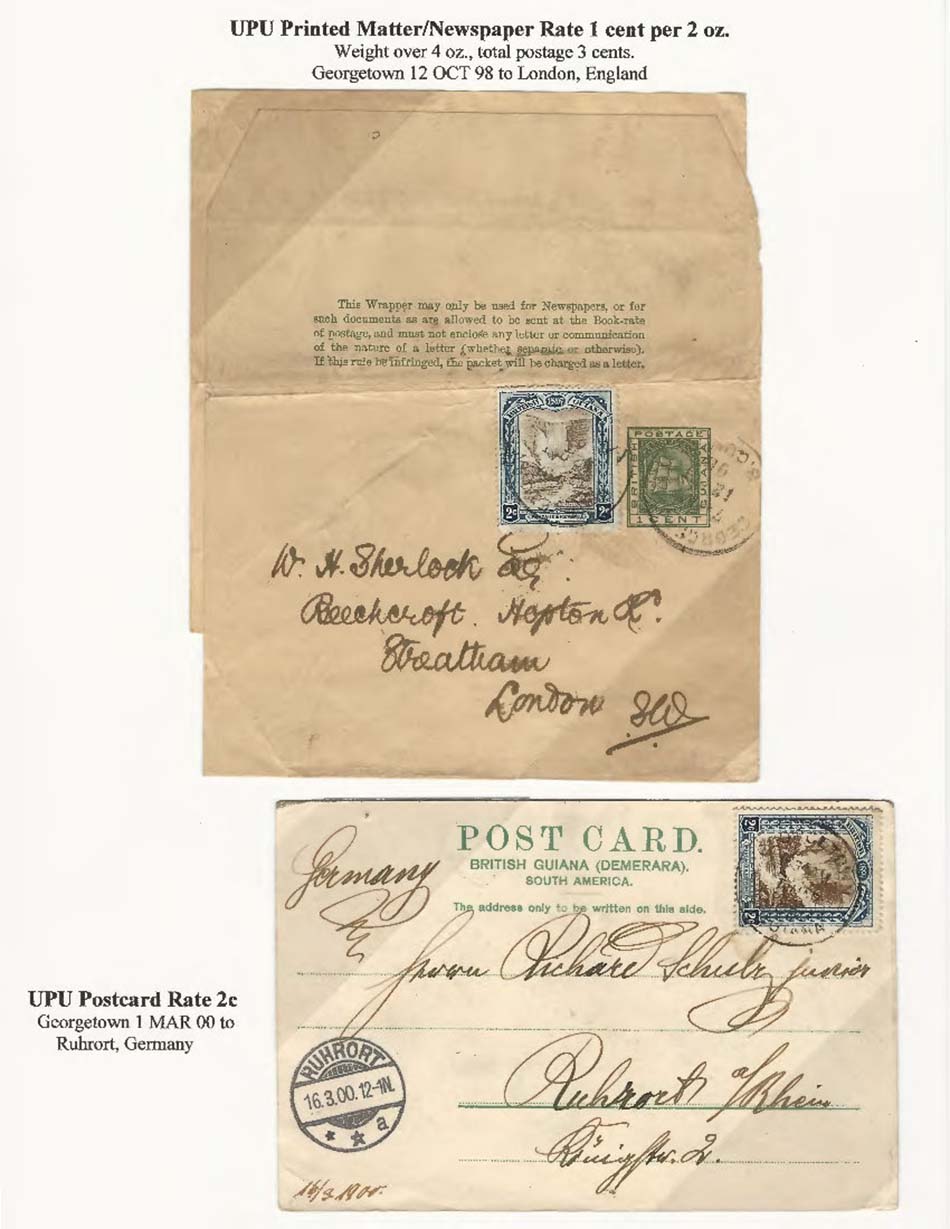 UPU Printed Matter/Newspaper Rate 1 cent per 2 oz.
Weight over 4 oz., total postage 3 cents.
Georgetown 12 OCT 98 to London, England
This Wrapper may only be used for Newspapers, or for
such documents as are allowed to be sent at the Book-rate
of postage, and must not enclose any letter or communication
of the nature of a letter (whether separate or otherwise).
If this rule be infringed, the packet will be charged as a letter.
BRITISH 1897 GUIANA
2c 2c
POSTAGE
BRITISH GUIANA
1 CENT
W. H. Sherlock Esq.
Beechcroft. Hopton Rd.
Streatham
London SW
POST CARD.
BRITISH GUIANA (DEMERARA).
SOUTH AMERICA.
The address only to be written on this side.
Germany
2c
2c
Herrn Richard Schulz junior
UPU Postcard Rate 2c
Georgetown 1 MAR 00 to
Ruhrort, Germany
RUHRORT
16.3.00.12-1N.
* * a
Ruhrort a/Rhein
Königstr. 2.
16/3.1900.